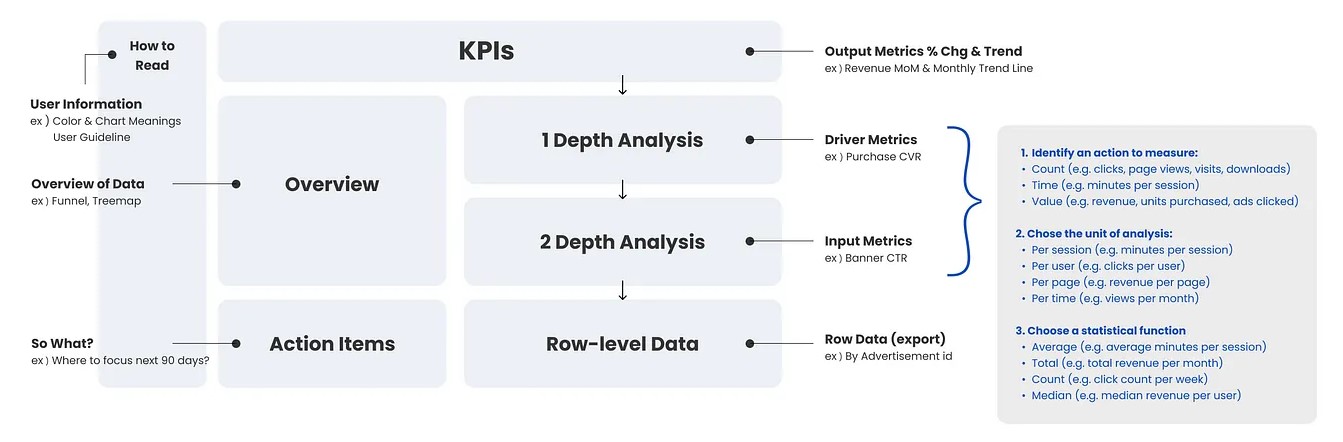 How to
Read
User Information
ex ) Color & Chart Meanings
User Guideline
Overview of Data
ex ) Funnel, Treemap
So What?
ex ) Where to focus next 90 days?
KPIs
Overview
Action Items
1 Depth Analysis
2 Depth Analysis
Row-level Data
Output Metrics % Chg & Trend
ex ) Revenue MoM & Monthly Trend Line
Driver Metrics
ex ) Purchase CVR
Input Metrics
ex ) Banner CTR
Row Data (export)
ex ) By Advertisement id
1. Identify an action to measure:
• Count (e.g. clicks, page views, visits, downloads)
• Time (e.g. minutes per session)
• Value (e.g. revenue, units purchased, ads clicked)
2. Chose the unit of analysis:
• Per session (e.g. minutes per session)
• Per user (e.g. clicks per user)
• Per page (e.g. revenue per page)
• Per time (e.g. views per month)
3. Choose a statistical function
• Average (e.g. average minutes per session)
• Total (e.g. total revenue per month)
• Count (e.g. click count per week)
• Median (e.g. median revenue per user)